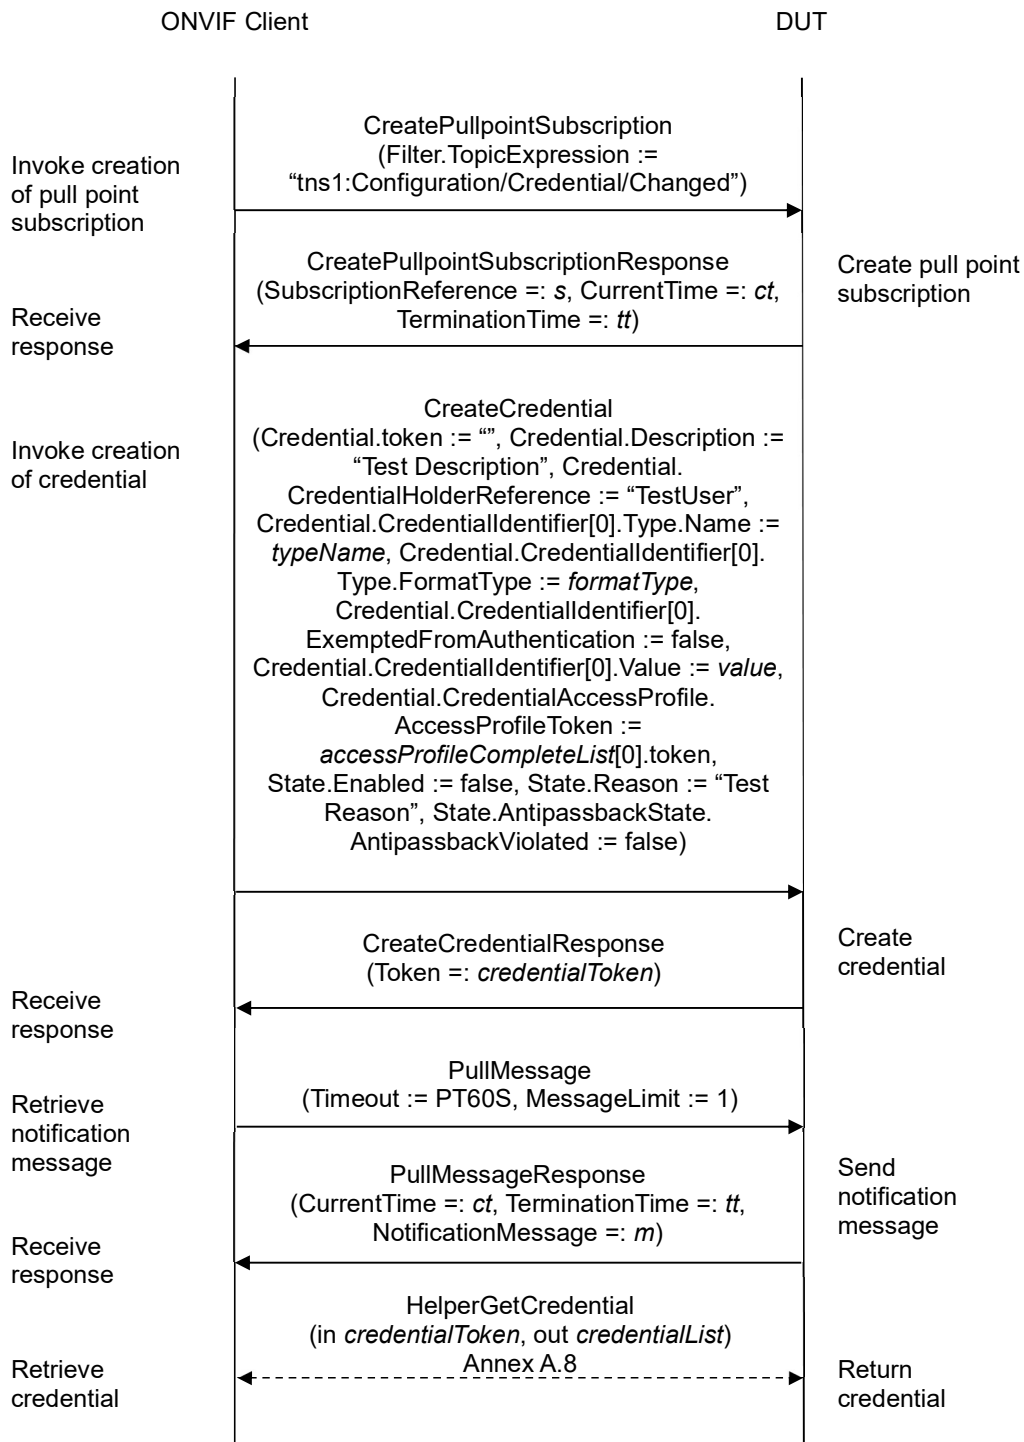 ONVIF Client
DUT
CreatePullpointSubscription
(Filter.TopicExpression :=
“tns1:Configuration/Credential/Changed”)
Invoke creation
of pull point
subscription
CreatePullpointSubscriptionResponse
(SubscriptionReference =: s, CurrentTime =: ct,
TerminationTime =: tt)
Create pull point
subscription
Receive
response
CreateCredential
(Credential.token := “”, Credential.Description :=
“Test Description”, Credential.
CredentialHolderReference := “TestUser”,
Credential.CredentialIdentifier[0].Type.Name :=
typeName, Credential.CredentialIdentifier[0].
Type.FormatType := formatType,
Credential.CredentialIdentifier[0].
ExemptedFromAuthentication := false,
Credential.CredentialIdentifier[0].Value := value,
Credential.CredentialAccessProfile.
AccessProfileToken :=
accessProfileCompleteList[0].token,
State.Enabled := false, State.Reason := “Test
Reason”, State.AntipassbackState.
AntipassbackViolated := false)
Invoke creation
of credential
CreateCredentialResponse
(Token =: credentialToken)
Create
credential
Receive
response
PullMessage
(Timeout := PT60S, MessageLimit := 1)
Retrieve
notification
message
PullMessageResponse
(CurrentTime =: ct, TerminationTime =: tt,
NotificationMessage =: m)
Send
notification
message
Receive
response
HelperGetCredential
(in credentialToken, out credentialList)
Annex A.8
Retrieve
credential
Return
credential